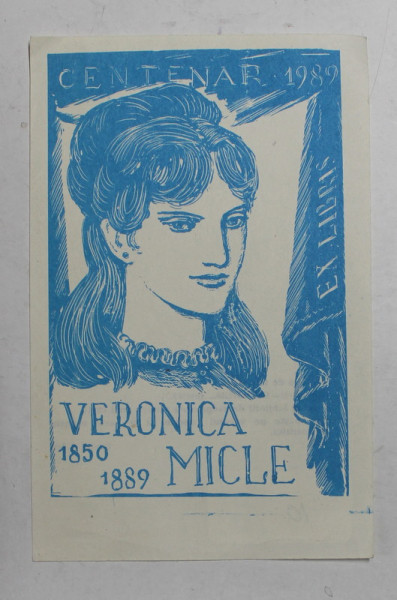 CENTENAR · 1989
EX LIBRIS
VERONICA
1850
1889 MICLE